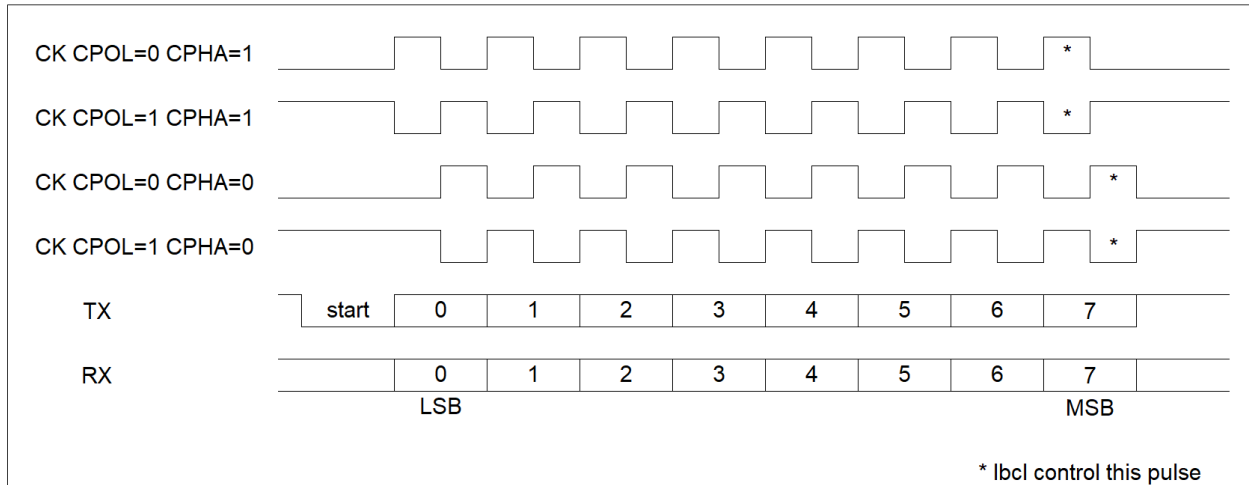 CK CPOL=0 CPHA=1 *
CK CPOL=1 CPHA=1 *
CK CPOL=0 CPHA=0 *
CK CPOL=1 CPHA=0 *
TX start 0 1 2 3 4 5 6 7
RX 0 1 2 3 4 5 6 7
LSB MSB
* lbcl control this pulse